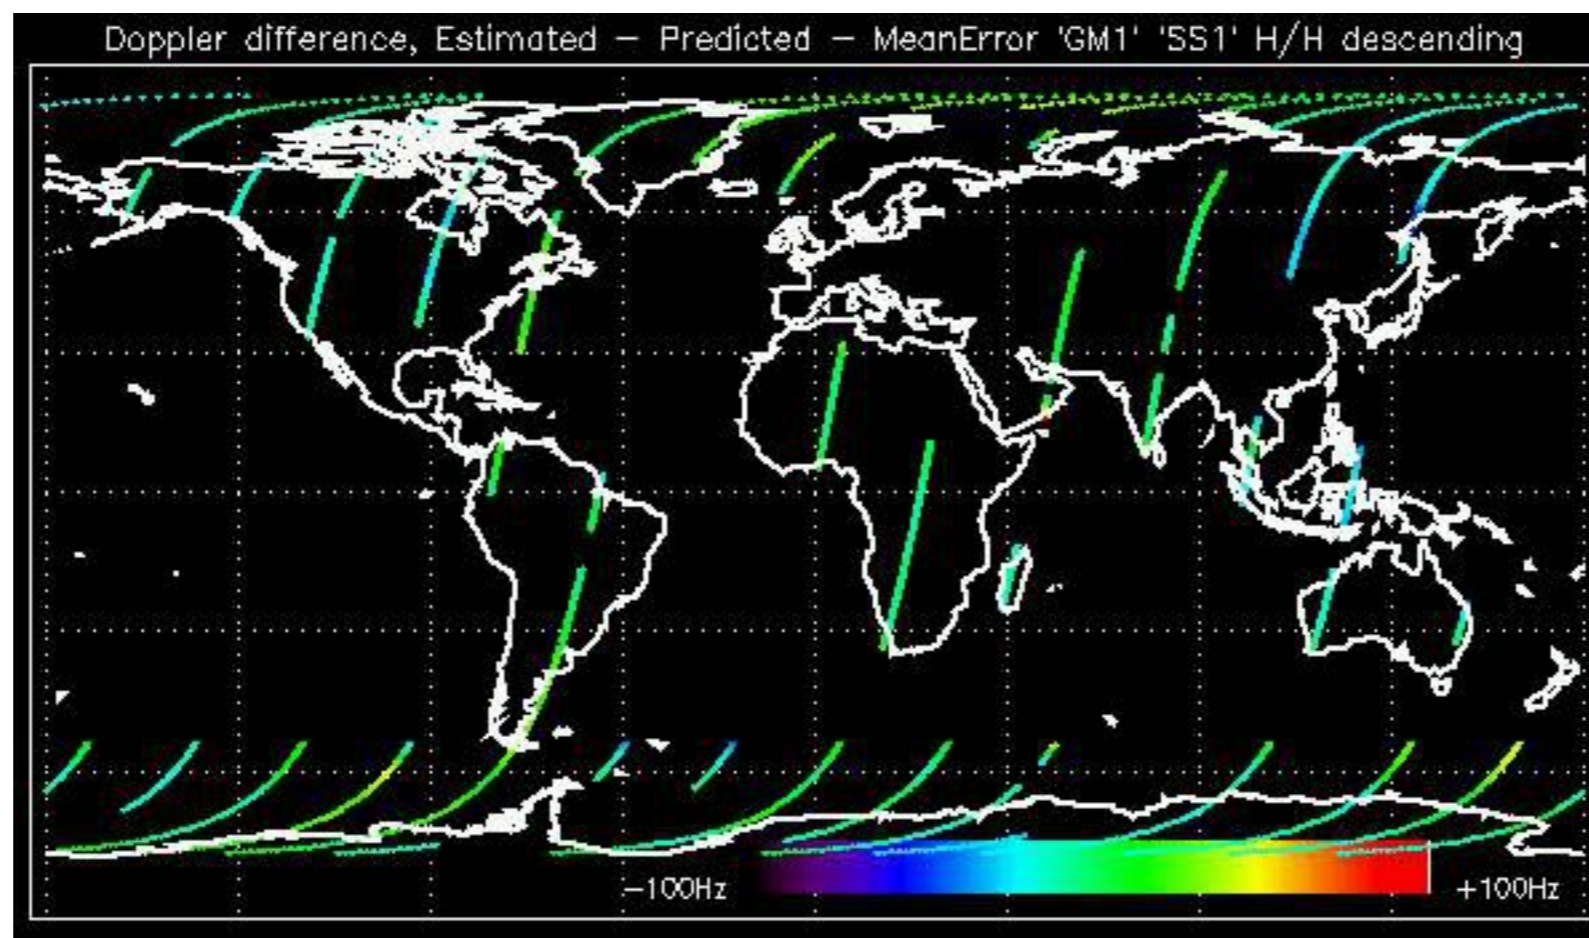 Doppler difference, Estimated – Predicted – MeanError 'GM1' 'SS1' H/H descending
−100Hz
+100Hz